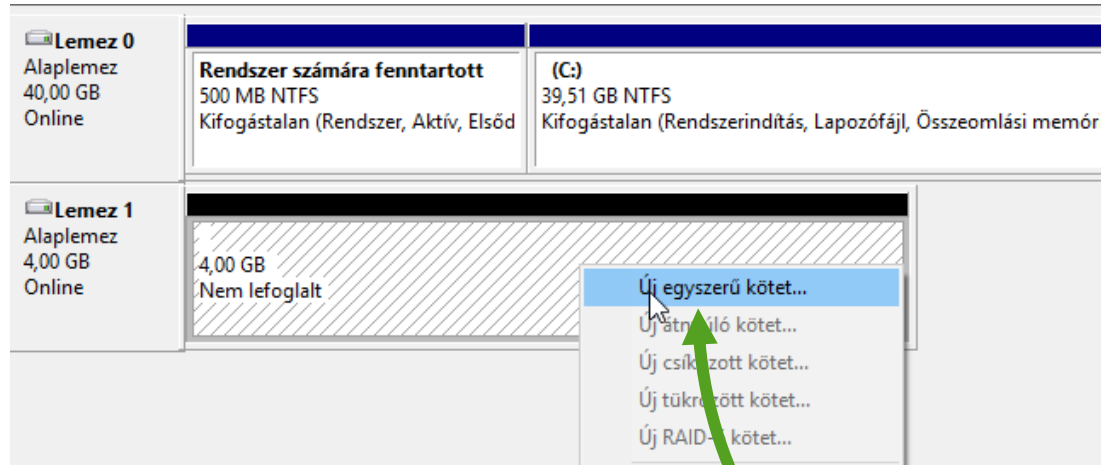 Lemez 0
Alaplemez
40,00 GB
Online
Rendszer számára fenntartott
500 MB NTFS
Kifogástalan (Rendszer, Aktív, Elsőd
(C:)
39,51 GB NTFS
Kifogástalan (Rendszerindítás, Lapozófájl, Összeomlási memór
Lemez 1
Alaplemez
4,00 GB
Online
4,00 GB
Nem lefoglalt
Új egyszerű kötet...
Új kötet...
Új kötet...
Új tükrözött kötet...
Új kötet...